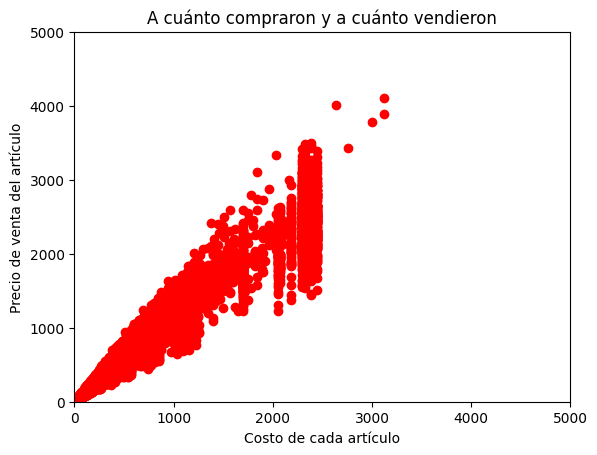 A cuánto compraron y a cuánto vendieron
Precio de venta del artículo
5000
4000
3000
2000
1000
0
0 1000 2000 3000 4000 5000
Costo de cada artículo